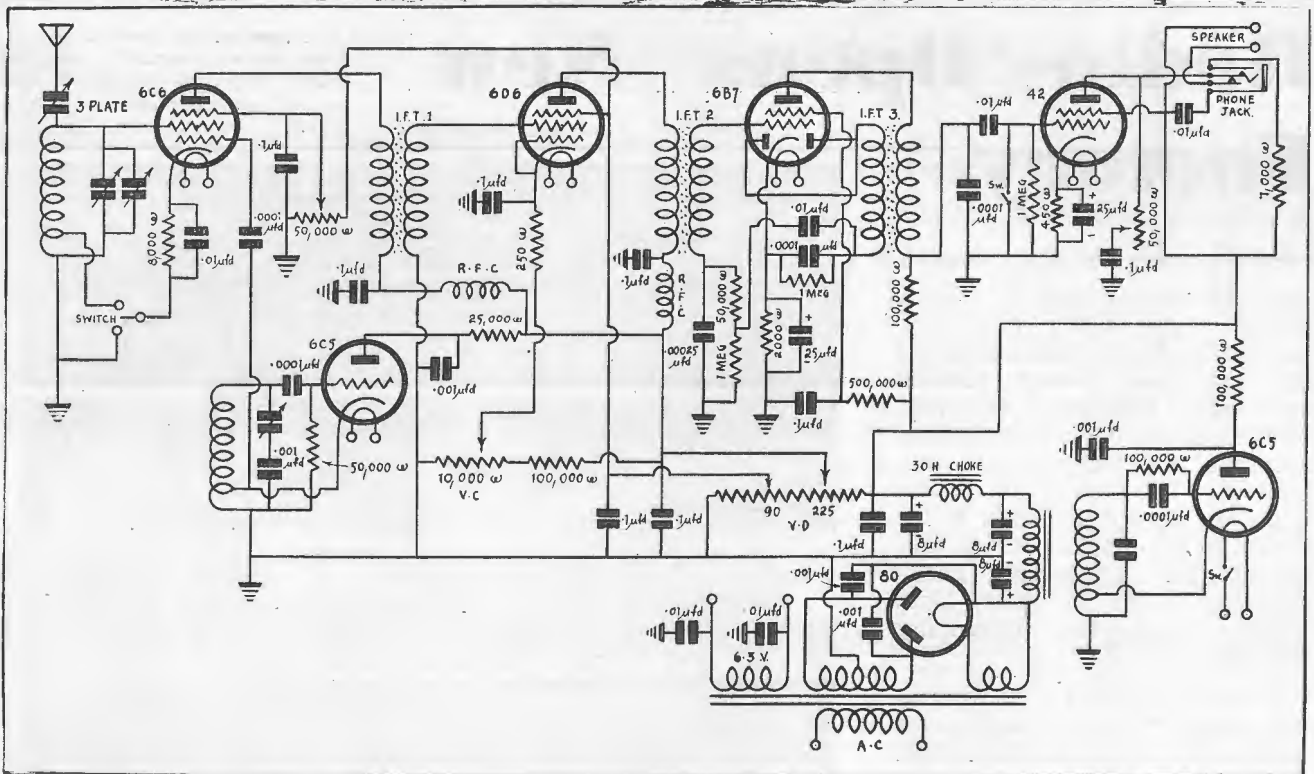 3 PLATE
6C6
.1µfd
50,000 ω
.0001 µfd
8,000 ω
.01µfd
SWITCH
I.F.T. 1
.1µfd
R·F·C
25,000 ω
6C5
.0001µfd
.001 µfd
50,000 ω
.001µfd
6D6
.1µfd
250 ω
10,000 ω
V.C
100,000 ω
I.F.T 2
.1µfd
R·F·C
.00025 µfd
50,000 ω
1 MEG
6B7
.01µfd
.0001 µfd
1 MEG
2000 ω
+
25µfd
-
.1µfd
500,000 ω
I.F.T 3.
100,000 ω
.01µfd
.0001 µfd
Sw.
1 MEG
42
450 ω
+
25µfd
-
50,000 ω
.1µfd
SPEAKER
PHONE JACK.
.01µfd
7,000 ω
100,000 ω
.1µfd
.1µfd
90
225
V.D
.1µfd
30 H CHOKE
+
8µfd
-
+
8µfd
-
-
8µfd
+
.001µfd
80
.001 µfd
.01µfd
.01µfd
6·3 V.
A·C
.001µfd
100,000 ω
.0001µfd
6C5
Sw.